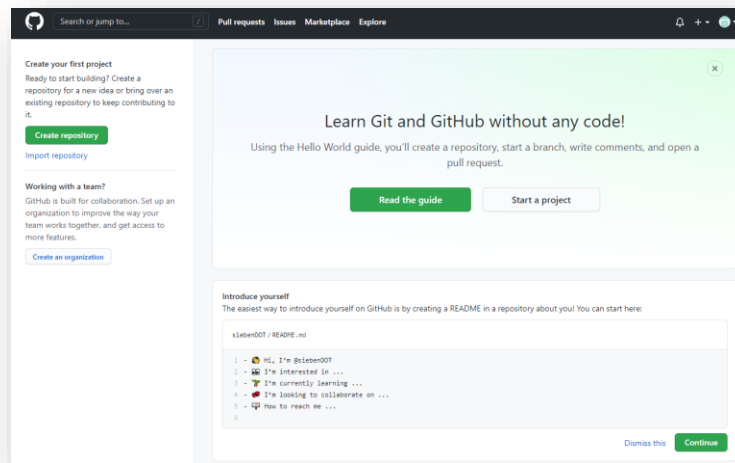 Search or jump to... /
Pull requests Issues Marketplace Explore
Create your first project
Ready to start building? Create a
repository for a new idea or bring over an
existing repository to keep contributing to
it.
Create repository
Import repository
Working with a team?
GitHub is built for collaboration. Set up an
organization to improve the way your
team works together, and get access to
more features.
Create an organization
Learn Git and GitHub without any code!
Using the Hello World guide, you'll create a repository, start a branch, write comments, and open a
pull request.
Read the guide
Start a project
Introduce yourself
The easiest way to introduce yourself on GitHub is by creating a README in a repository about you! You can start here:
siebenDOT / README.md
1 - 👋 Hi, I'm @siebenDOT
2 - 👀 I'm interested in ...
3 - 🌱 I'm currently learning ...
4 - 💞️ I'm looking to collaborate on ...
5 - 📫 How to reach me ...
6
Dismiss this
Continue